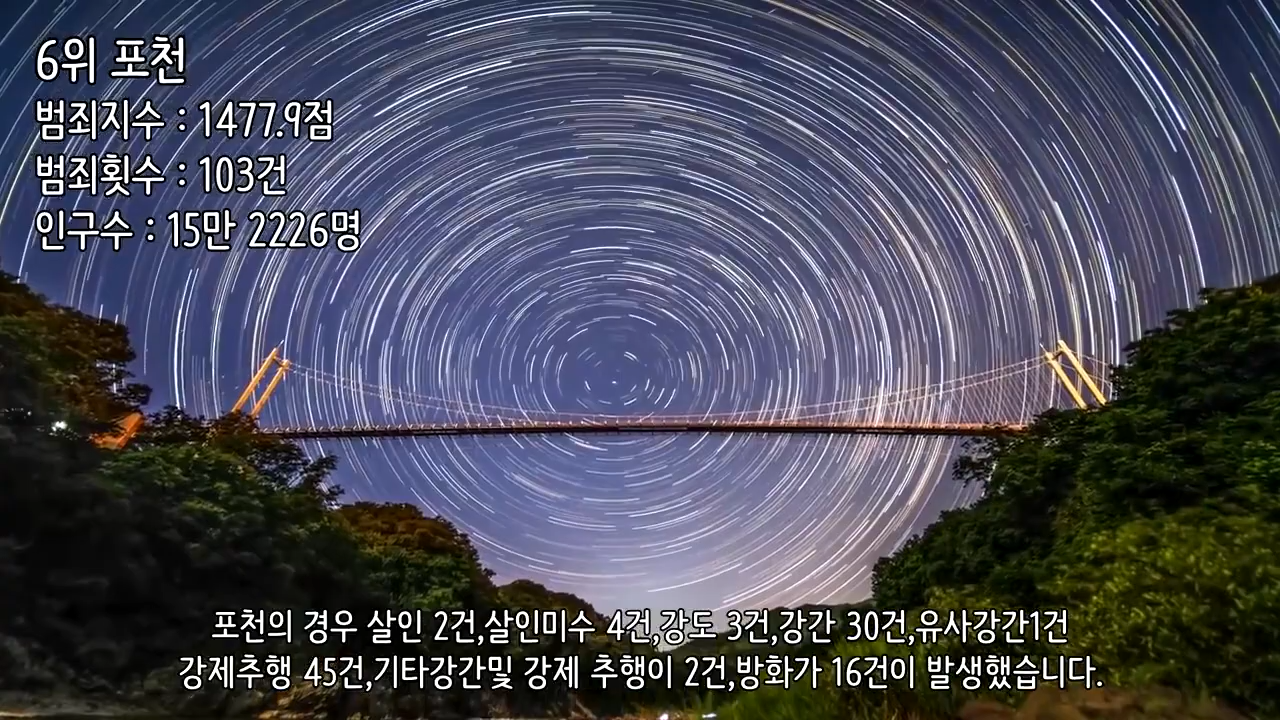 6위 포천
범죄지수 : 1477.9점
범죄횟수 : 103건
인구수 : 15만 2226명
포천의 경우 살인 2건,살인미수 4건,강도 3건,강간 30건,유사강간1건
강제추행 45건,기타강간및 강제 추행이 2건,방화가 16건이 발생했습니다.